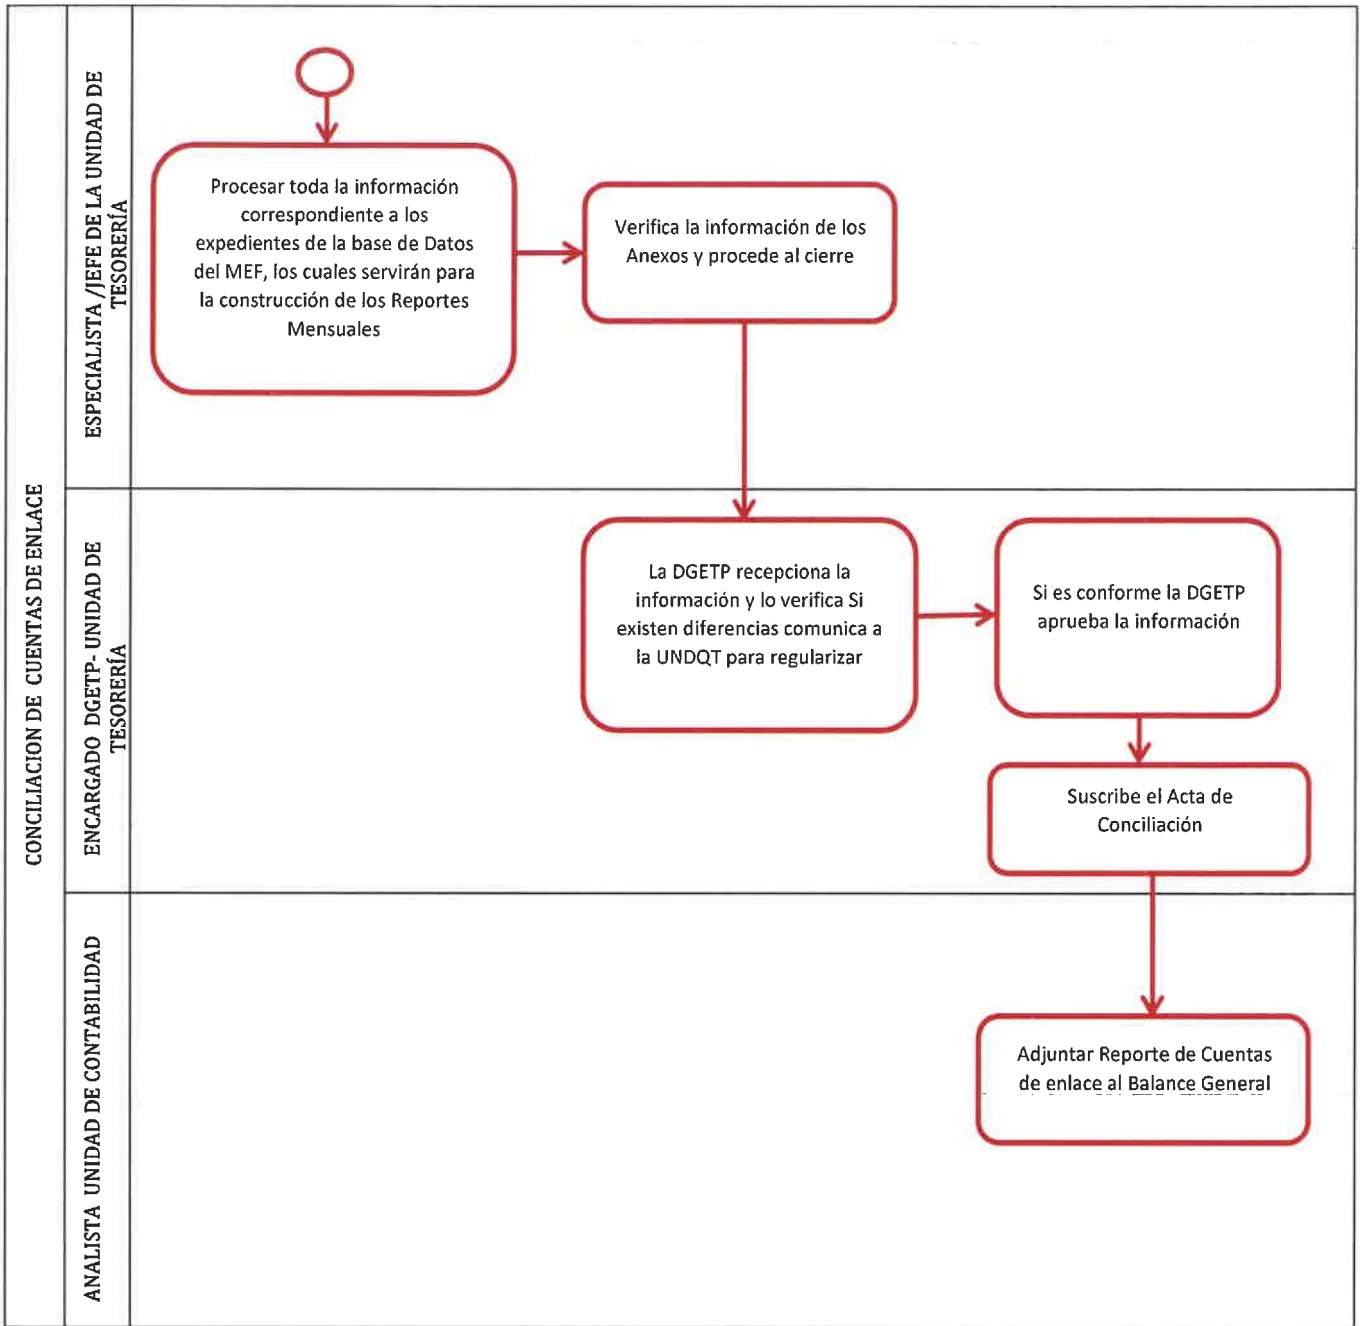 CONCILIACION DE CUENTAS DE ENLACE
ESPECIALISTA /JEFE DE LA UNIDAD DE
TESORERÍA
Procesar toda la información
correspondiente a los
expedientes de la base de Datos
del MEF, los cuales servirán para
la construcción de los Reportes
Mensuales
Verifica la información de los
Anexos y procede al cierre
ENCARGADO DGETP- UNIDAD DE
TESORERÍA
La DGETP recepciona la
información y lo verifica Si
existen diferencias comunica a
la UNDQT para regularizar
Si es conforme la DGETP
aprueba la información
Suscribe el Acta de
Conciliación
ANALISTA UNIDAD DE CONTABILIDAD
Adjuntar Reporte de Cuentas
de enlace al Balance General